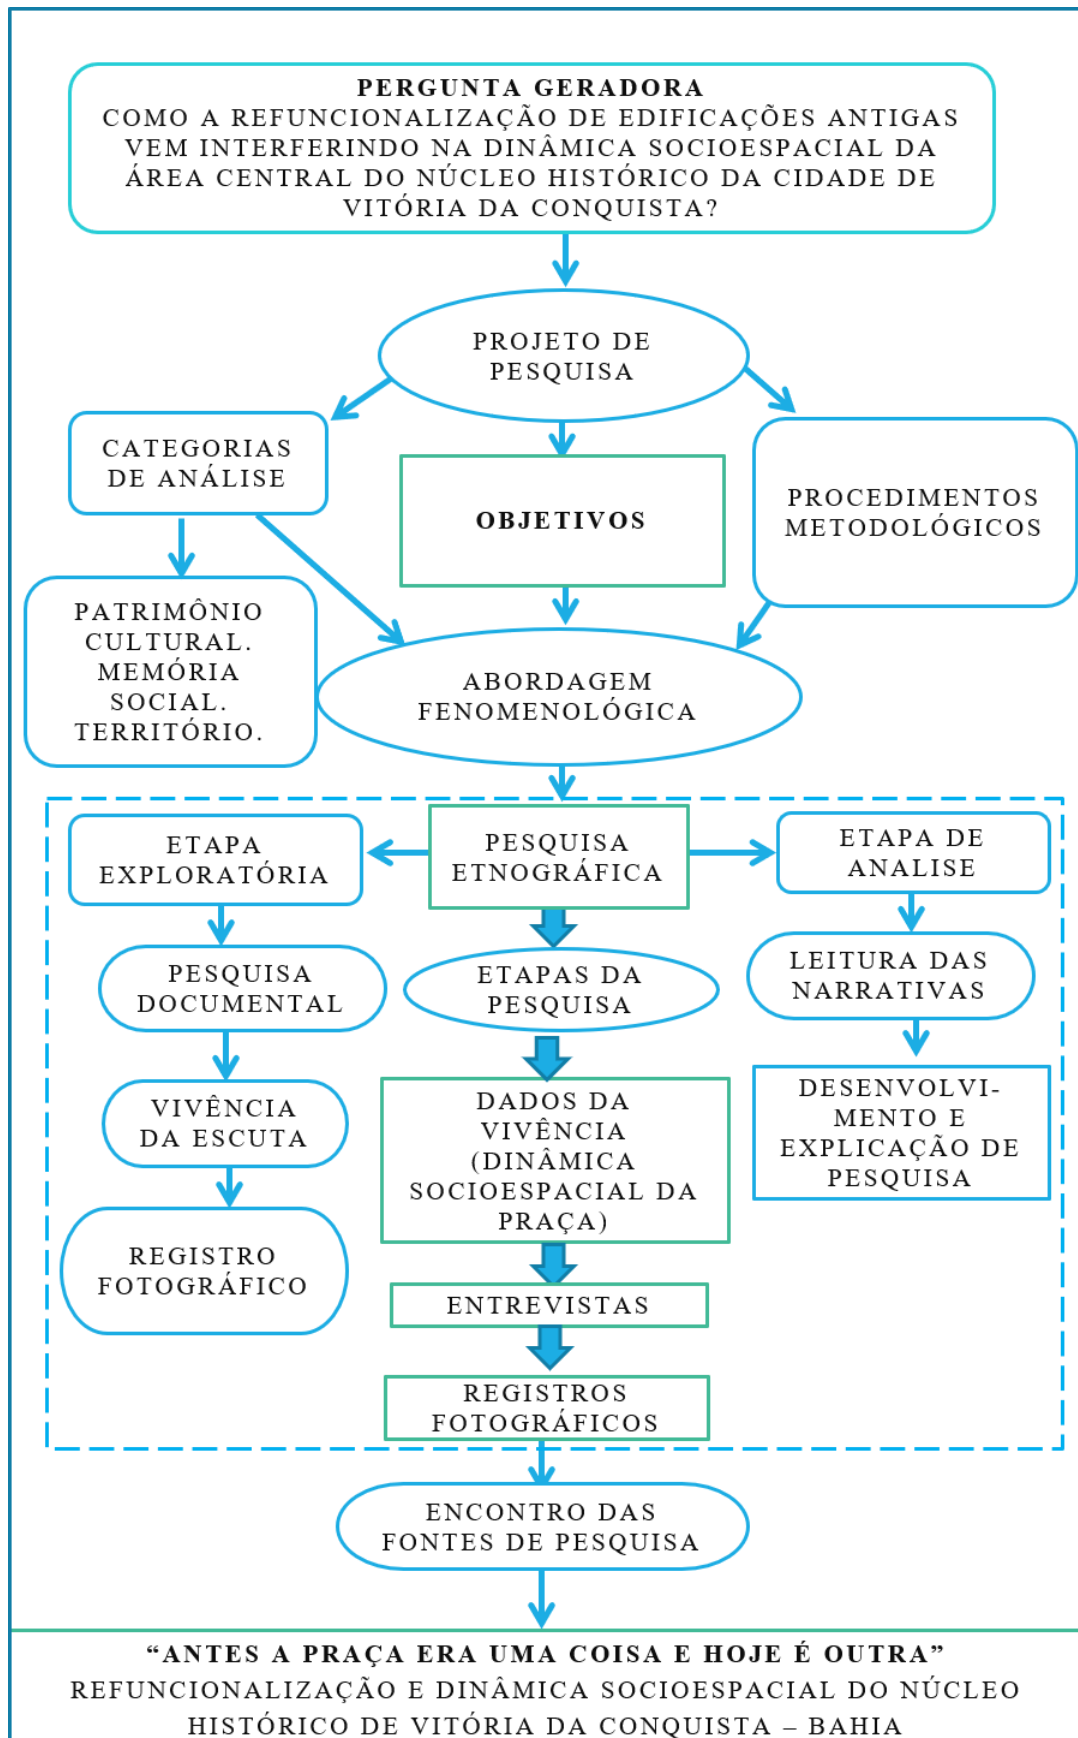 PERGUNTA GERADORA
COMO A REFUNCIONALIZAÇÃO DE EDIFICAÇÕES ANTIGAS
VEM INTERFERINDO NA DINÂMICA SOCIOESPACIAL DA
ÁREA CENTRAL DO NÚCLEO HISTÓRICO DA CIDADE DE
VITÓRIA DA CONQUISTA?
PROJETO DE
PESQUISA
CATEGORIAS
DE ANÁLISE
OBJETIVOS
PROCEDIMENTOS
METODOLÓGICOS
PATRIMÔNIO
CULTURAL.
MEMÓRIA
SOCIAL.
TERRITÓRIO.
ABORDAGEM
FENOMENOLÓGICA
ETAPA
EXPLORATÓRIA
PESQUISA
ETNOGRÁFICA
ETAPA DE
ANALISE
PESQUISA
DOCUMENTAL
ETAPAS DA
PESQUISA
LEITURA DAS
NARRATIVAS
VIVÊNCIA
DA ESCUTA
DADOS DA
VIVÊNCIA
(DINÂMICA
SOCIOESPACIAL DA
PRAÇA)
DESENVOLVI-
MENTO E
EXPLICAÇÃO DE
PESQUISA
REGISTRO
FOTOGRÁFICO
ENTREVISTAS
REGISTROS
FOTOGRÁFICOS
ENCONTRO DAS
FONTES DE PESQUISA
“ANTES A PRAÇA ERA UMA COISA E HOJE É OUTRA”
REFUNCIONALIZAÇÃO E DINÂMICA SOCIOESPACIAL DO NÚCLEO
HISTÓRICO DE VITÓRIA DA CONQUISTA – BAHIA